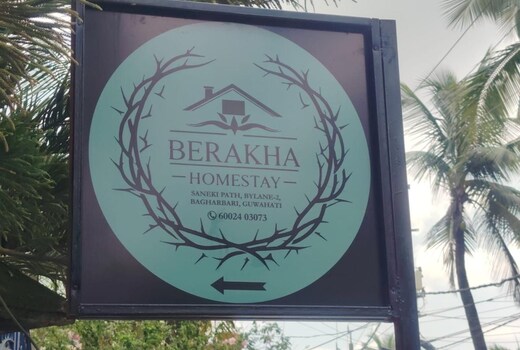 BERAKHA
HOMESTAY
SANEKI PATH, BYLANE-2,
BAGHARBARI, GUWAHATI
60024 03073